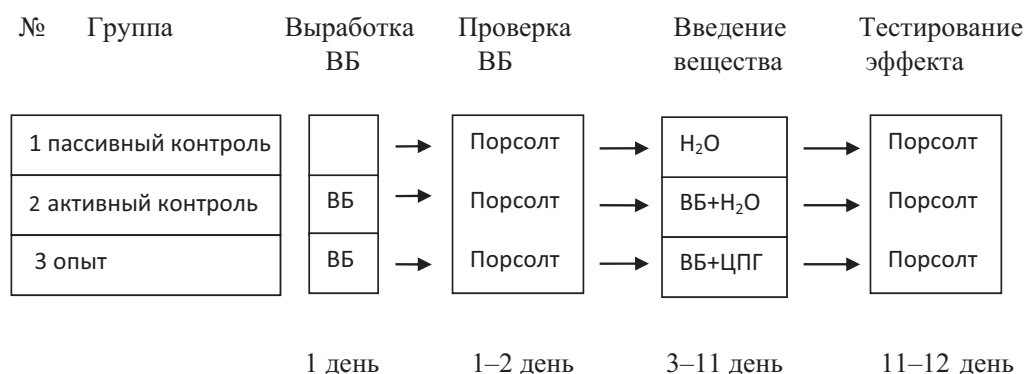 № Группа Выработка Проверка Введение Тестирование
ВБ ВБ вещества эффекта
1 пассивный контроль Порсолт H₂O Порсолт
2 активный контроль ВБ Порсолт ВБ+H₂O Порсолт
3 опыт ВБ Порсолт ВБ+ЦПГ Порсолт
1 день 1–2 день 3–11 день 11–12 день